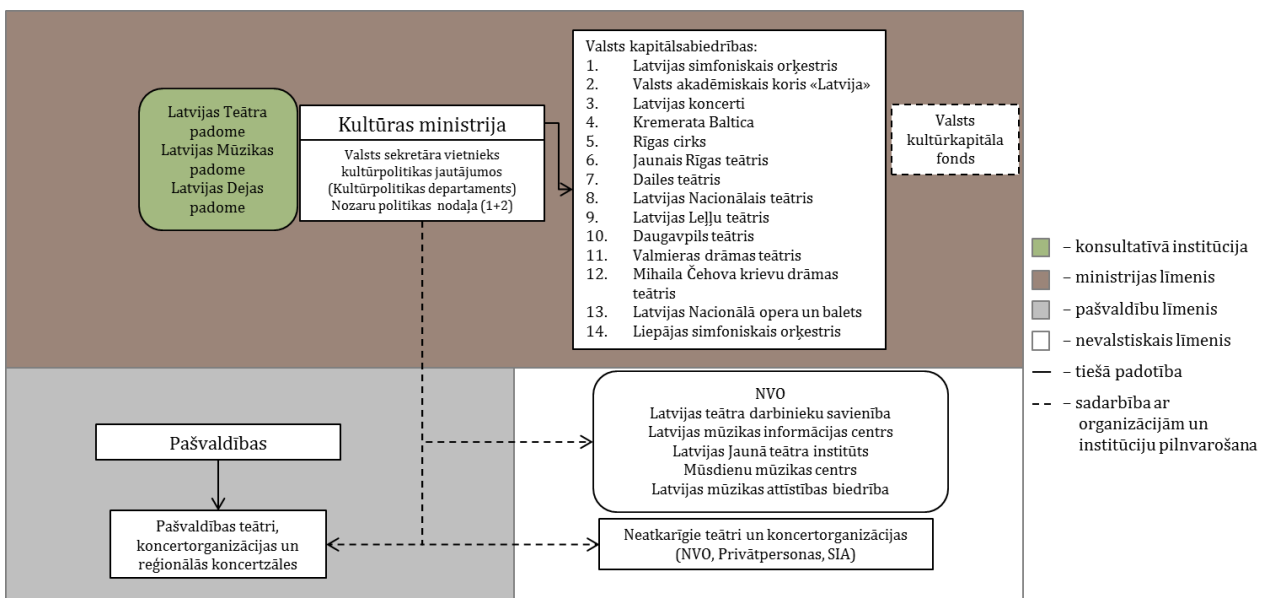 Latvijas Teātra
padome
Latvijas Mūzikas
padome
Latvijas Dejas
padome
Kultūras ministrija
Valsts sekretāra vietnieks
kultūrpolitikas jautājumos
(Kultūrpolitikas departaments)
Nozaru politikas nodaļa (1+2)
Valsts kapitālsabiedrības:
1. Latvijas simfoniskais orķestris
2. Valsts akadēmiskais koris «Latvija»
3. Latvijas koncerti
4. Kremerata Baltica
5. Rīgas cirks
6. Jaunais Rīgas teātris
7. Dailes teātris
8. Latvijas Nacionālais teātris
9. Latvijas Leļļu teātris
10. Daugavpils teātris
11. Valmieras drāmas teātris
12. Mihaila Čehova krievu drāmas
teātris
13. Latvijas Nacionālā opera un balets
14. Liepājas simfoniskais orķestris
Valsts
kultūrkapitāla
fonds
– konsultatīvā institūcija
– ministrijas līmenis
– pašvaldību līmenis
– nevalstiskais līmenis
– tiešā padotība
– sadarbība ar
organizācijām un
institūciju pilnvarošana
Pašvaldības
Pašvaldības teātri,
koncertorganizācijas un
reģionālās koncertzāles
NVO
Latvijas teātra darbinieku savienība
Latvijas mūzikas informācijas centrs
Latvijas Jaunā teātra institūts
Mūsdienu mūzikas centrs
Latvijas mūzikas attīstības biedrība
Neatkarīgie teātri un koncertorganizācijas
(NVO, Privātpersonas, SIA)